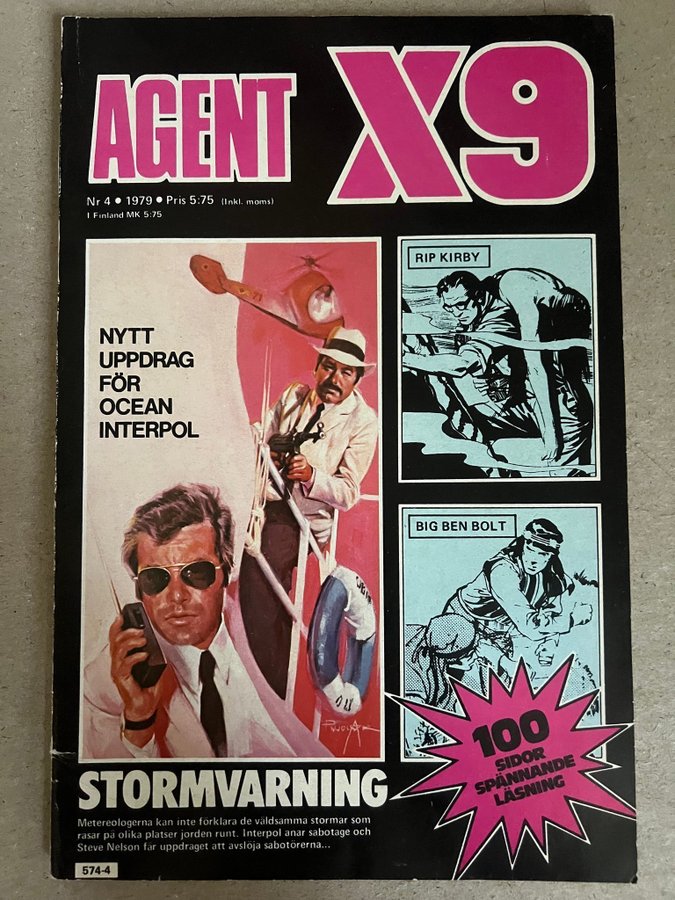 AGENT X9
Nr 4 • 1979 • Pris 5:75 (Inkl. moms)
I Finland MK 5:75
NYTT
UPPDRAG
FÖR
OCEAN
INTERPOL
RIP KIRBY
BIG BEN BOLT
100
SIDOR
SPÄNNANDE
LÄSNING
STORMVARNING
Metereologerna kan inte förklara de våldsamma stormar som
rasar på olika platser jorden runt. Interpol anar sabotage och
Steve Nelson får uppdraget att avslöja sabotörerna...
574-4